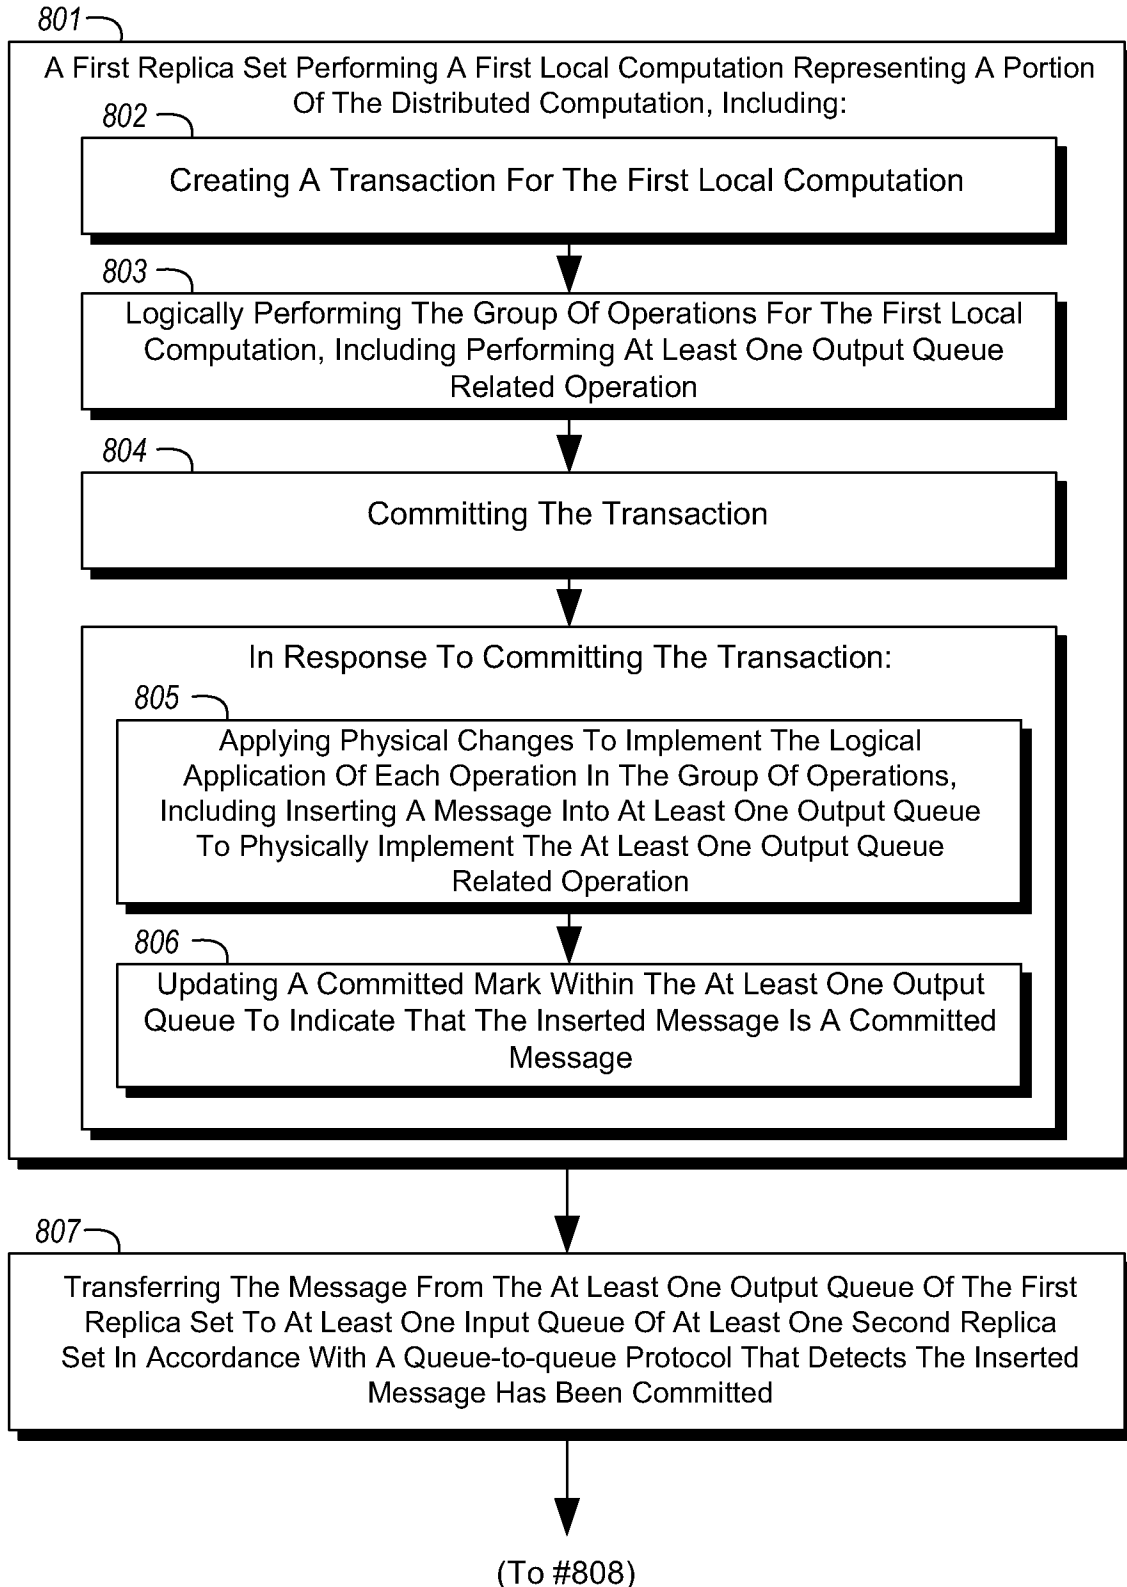 801
A First Replica Set Performing A First Local Computation Representing A Portion
Of The Distributed Computation, Including:
802
Creating A Transaction For The First Local Computation
803
Logically Performing The Group Of Operations For The First Local
Computation, Including Performing At Least One Output Queue
Related Operation
804
Committing The Transaction
In Response To Committing The Transaction:
805
Applying Physical Changes To Implement The Logical
Application Of Each Operation In The Group Of Operations,
Including Inserting A Message Into At Least One Output Queue
To Physically Implement The At Least One Output Queue
Related Operation
806
Updating A Committed Mark Within The At Least One Output
Queue To Indicate That The Inserted Message Is A Committed
Message
807
Transferring The Message From The At Least One Output Queue Of The First
Replica Set To At Least One Input Queue Of At Least One Second Replica
Set In Accordance With A Queue-to-queue Protocol That Detects The Inserted
Message Has Been Committed
(To #808)